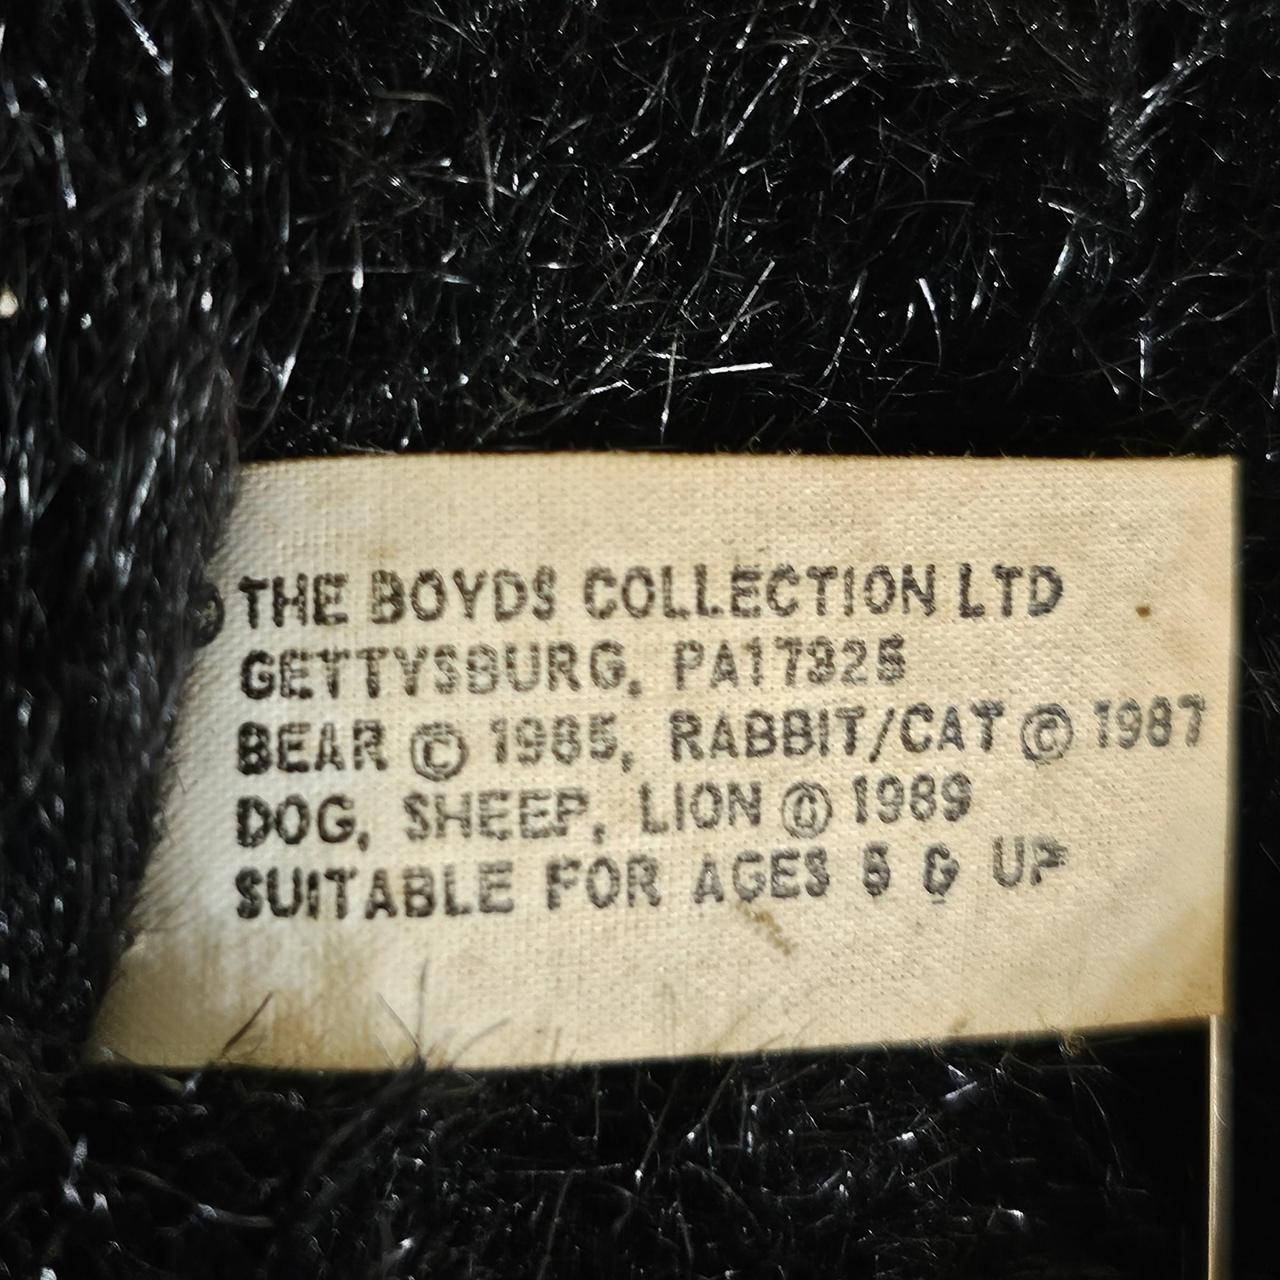 THE BOYDS COLLECTION LTD
GETTYSBURG, PA17325
BEAR © 1985, RABBIT/CAT © 1987
DOG, SHEEP, LION © 1989
SUITABLE FOR AGES 5 & UP